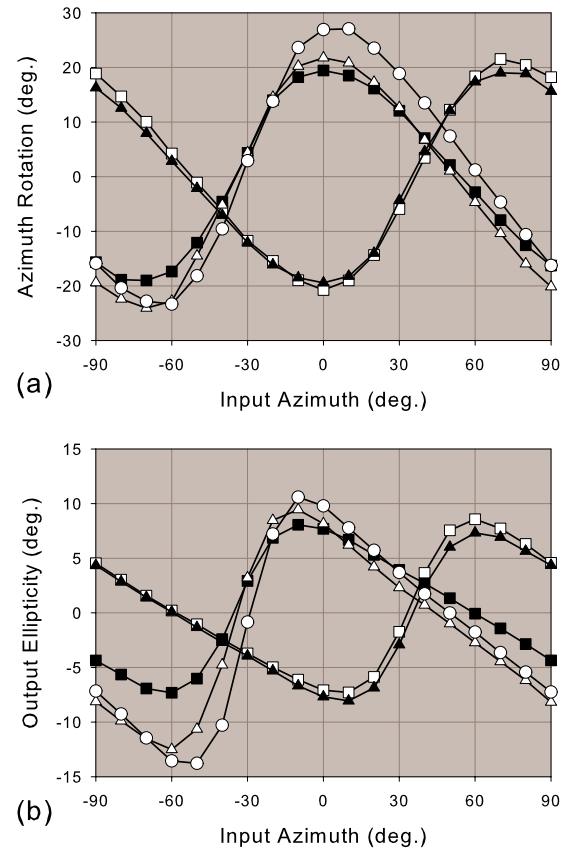 30
20
10
0
-10
-20
-30
Azimuth Rotation (deg.)
-90 -60 -30 0 30 60 90
Input Azimuth (deg.)
(a)
15
10
5
0
-5
-10
-15
Output Ellipticity (deg.)
-90 -60 -30 0 30 60 90
Input Azimuth (deg.)
(b)